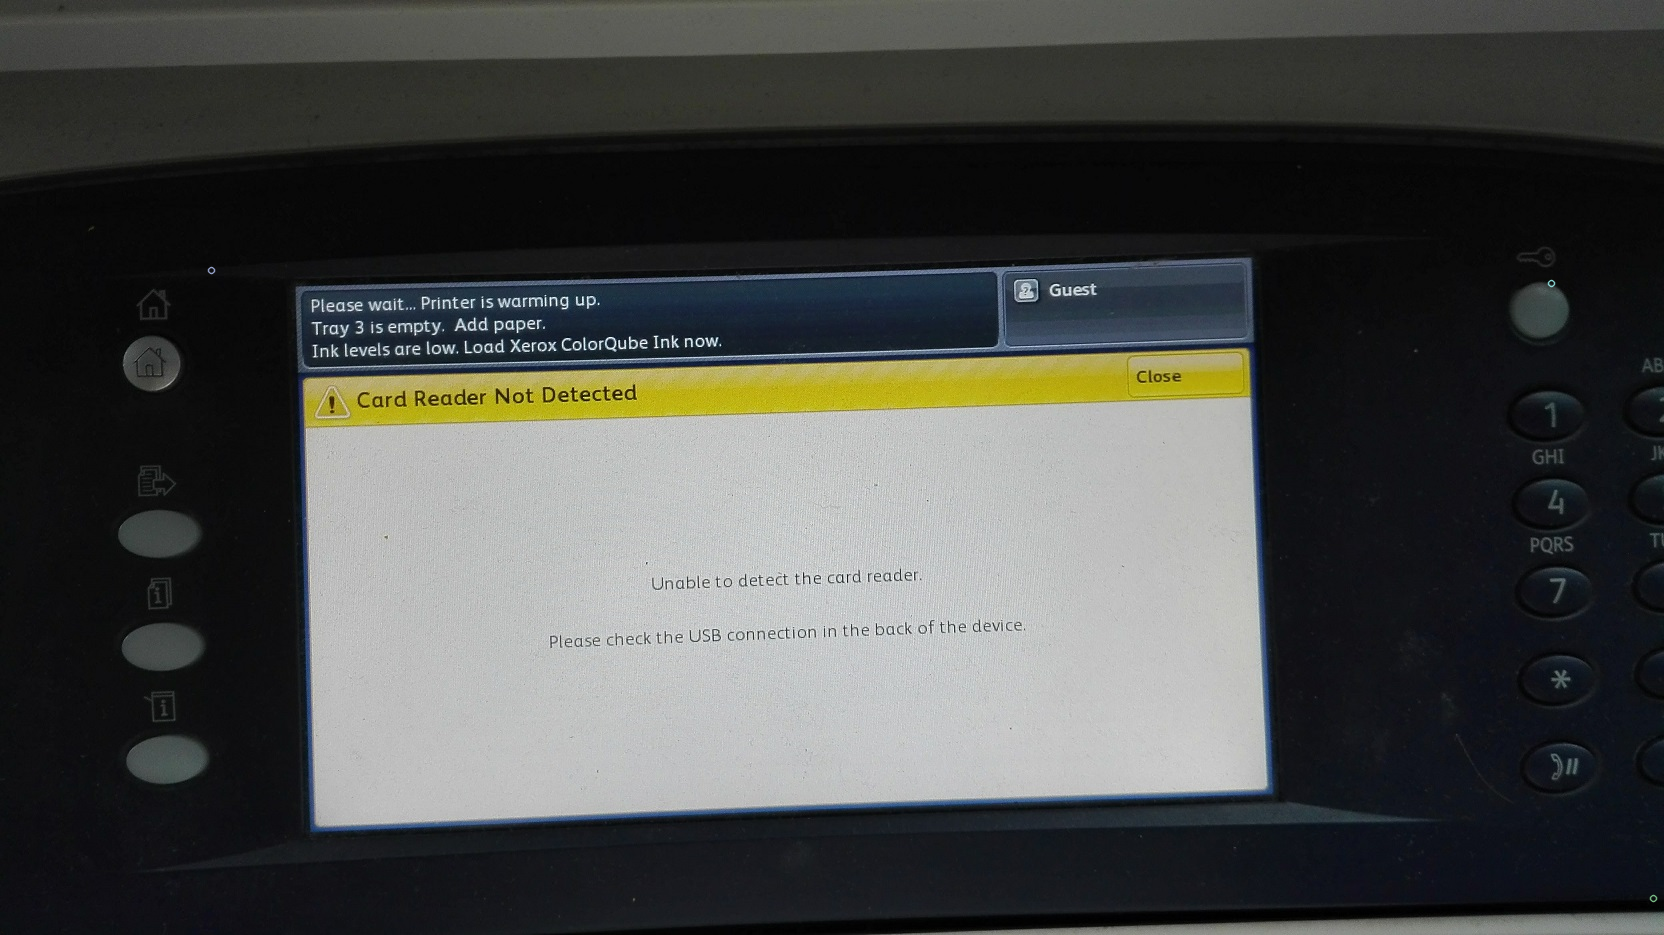 Please wait... Printer is warming up.
Tray 3 is empty. Add paper.
Ink levels are low. Load Xerox ColorQube Ink now.
Guest
Card Reader Not Detected
Close
Unable to detect the card reader.
Please check the USB connection in the back of the device.
1
GHI
4
JK
PQRS
7
*